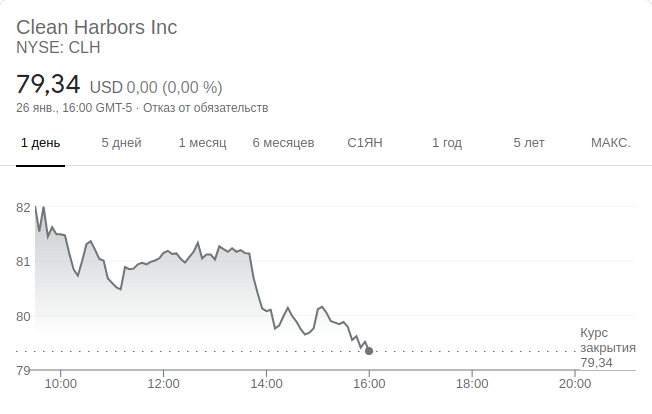 Clean Harbors Inc
NYSE: CLH
79,34 USD 0,00 (0,00 %)
26 янв., 16:00 GMT-5 · Отказ от обязательств
1 день 5 дней 1 месяц 6 месяцев С1ЯН 1 год 5 лет МАКС.
82
81
80
79
Курс
закрытия
79,34
10:00 12:00 14:00 16:00 18:00 20:00